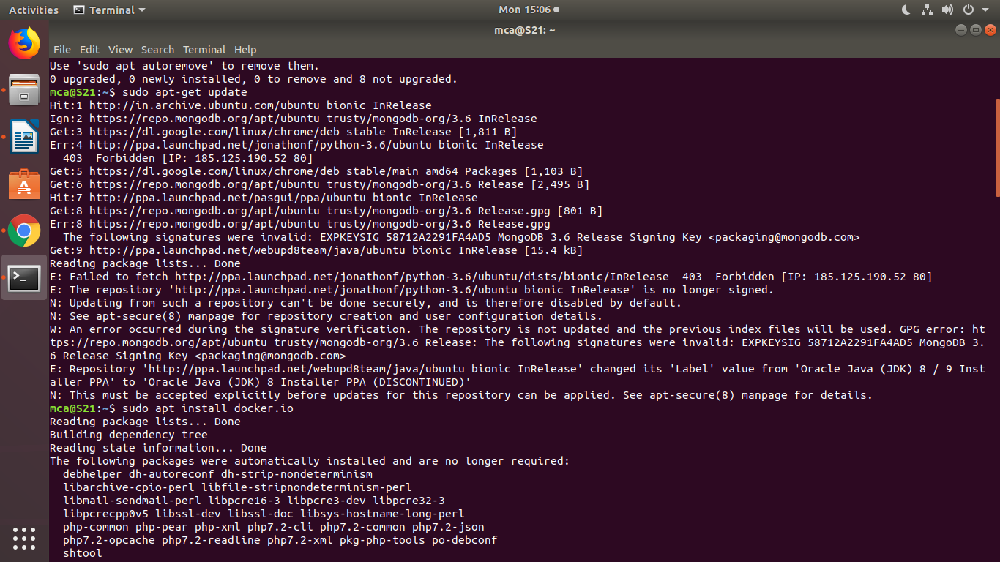 Activities
Terminal
Mon 15:06
mca@S21: ~
File Edit View Search Terminal Help
Use 'sudo apt autoremove' to remove them.
0 upgraded, 0 newly installed, 0 to remove and 8 not upgraded.
mca@S21:~$ sudo apt-get update
Hit:1 http://in.archive.ubuntu.com/ubuntu bionic InRelease
Ign:2 https://repo.mongodb.org/apt/ubuntu trusty/mongodb-org/3.6 InRelease
Get:3 https://dl.google.com/linux/chrome/deb stable InRelease [1,811 B]
Err:4 http://ppa.launchpad.net/jonathonf/python-3.6/ubuntu bionic InRelease
  403  Forbidden [IP: 185.125.190.52 80]
Get:5 https://dl.google.com/linux/chrome/deb stable/main amd64 Packages [1,103 B]
Get:6 https://repo.mongodb.org/apt/ubuntu trusty/mongodb-org/3.6 Release [2,495 B]
Hit:7 http://ppa.launchpad.net/pasgui/ppa/ubuntu bionic InRelease
Get:8 https://repo.mongodb.org/apt/ubuntu trusty/mongodb-org/3.6 Release.gpg [801 B]
Err:8 https://repo.mongodb.org/apt/ubuntu trusty/mongodb-org/3.6 Release.gpg
  The following signatures were invalid: EXPKEYSIG 58712A2291FA4AD5 MongoDB 3.6 Release Signing Key <packaging@mongodb.com>
Get:9 http://ppa.launchpad.net/webupd8team/java/ubuntu bionic InRelease [15.4 kB]
Reading package lists... Done
E: Failed to fetch http://ppa.launchpad.net/jonathonf/python-3.6/ubuntu/dists/bionic/InRelease  403  Forbidden [IP: 185.125.190.52 80]
E: The repository 'http://ppa.launchpad.net/jonathonf/python-3.6/ubuntu bionic InRelease' is no longer signed.
N: Updating from such a repository can't be done securely, and is therefore disabled by default.
N: See apt-secure(8) manpage for repository creation and user configuration details.
W: An error occurred during the signature verification. The repository is not updated and the previous index files will be used. GPG error: ht
tps://repo.mongodb.org/apt/ubuntu trusty/mongodb-org/3.6 Release: The following signatures were invalid: EXPKEYSIG 58712A2291FA4AD5 MongoDB 3.
6 Release Signing Key <packaging@mongodb.com>
E: Repository 'http://ppa.launchpad.net/webupd8team/java/ubuntu bionic InRelease' changed its 'Label' value from 'Oracle Java (JDK) 8 / 9 Inst
aller PPA' to 'Oracle Java (JDK) 8 Installer PPA (DISCONTINUED)'
N: This must be accepted explicitly before updates for this repository can be applied. See apt-secure(8) manpage for details.
mca@S21:~$ sudo apt install docker.io
Reading package lists... Done
Building dependency tree
Reading state information... Done
The following packages were automatically installed and are no longer required:
  debhelper dh-autoreconf dh-strip-nondeterminism
  libarchive-cpio-perl libfile-stripnondeterminism-perl
  libmail-sendmail-perl libpcre16-3 libpcre3-dev libpcre32-3
  libpcrecpp0v5 libssl-dev libssl-doc libsys-hostname-long-perl
  php-common php-pear php-xml php7.2-cli php7.2-common php7.2-json
  php7.2-opcache php7.2-readline php7.2-xml pkg-php-tools po-debconf
  shtool